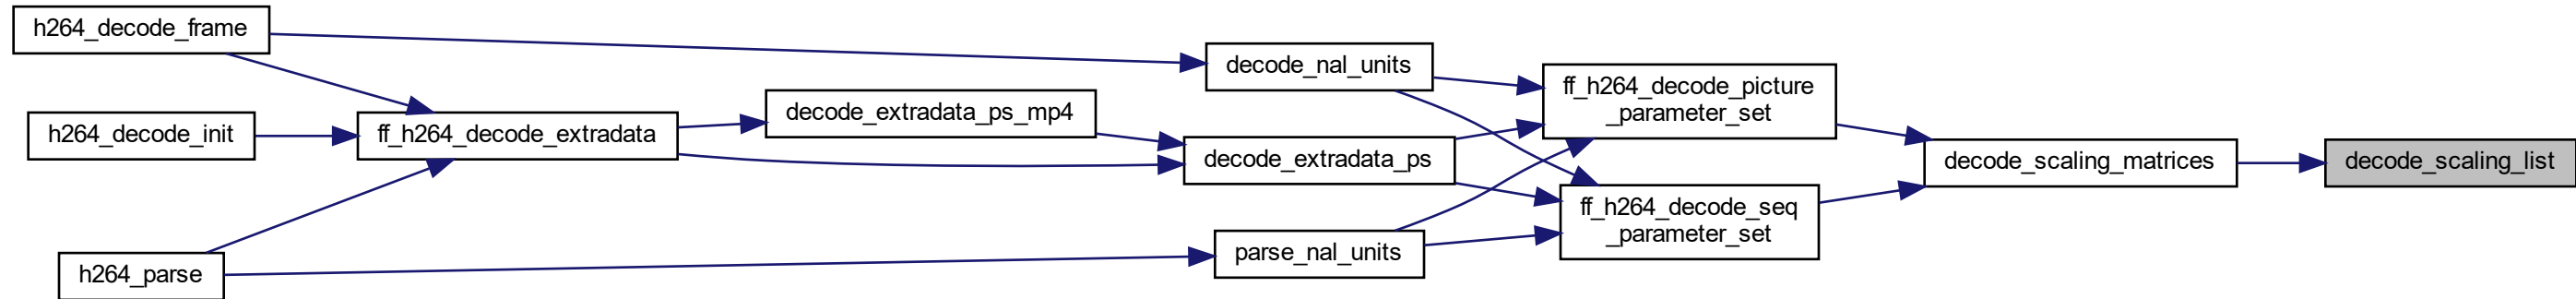 h264_decode_frame
h264_decode_init
h264_parse
ff_h264_decode_extradata
decode_extradata_ps_mp4
decode_nal_units
decode_extradata_ps
parse_nal_units
ff_h264_decode_picture
_parameter_set
ff_h264_decode_seq
_parameter_set
decode_scaling_matrices
decode_scaling_list